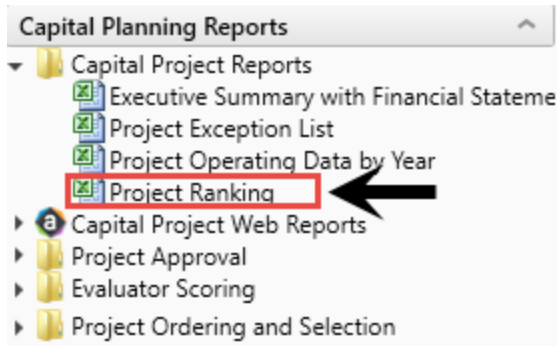 Capital Planning Reports
Capital Project Reports
Executive Summary with Financial Stateme
Project Exception List
Project Operating Data by Year
Project Ranking
Capital Project Web Reports
Project Approval
Evaluator Scoring
Project Ordering and Selection